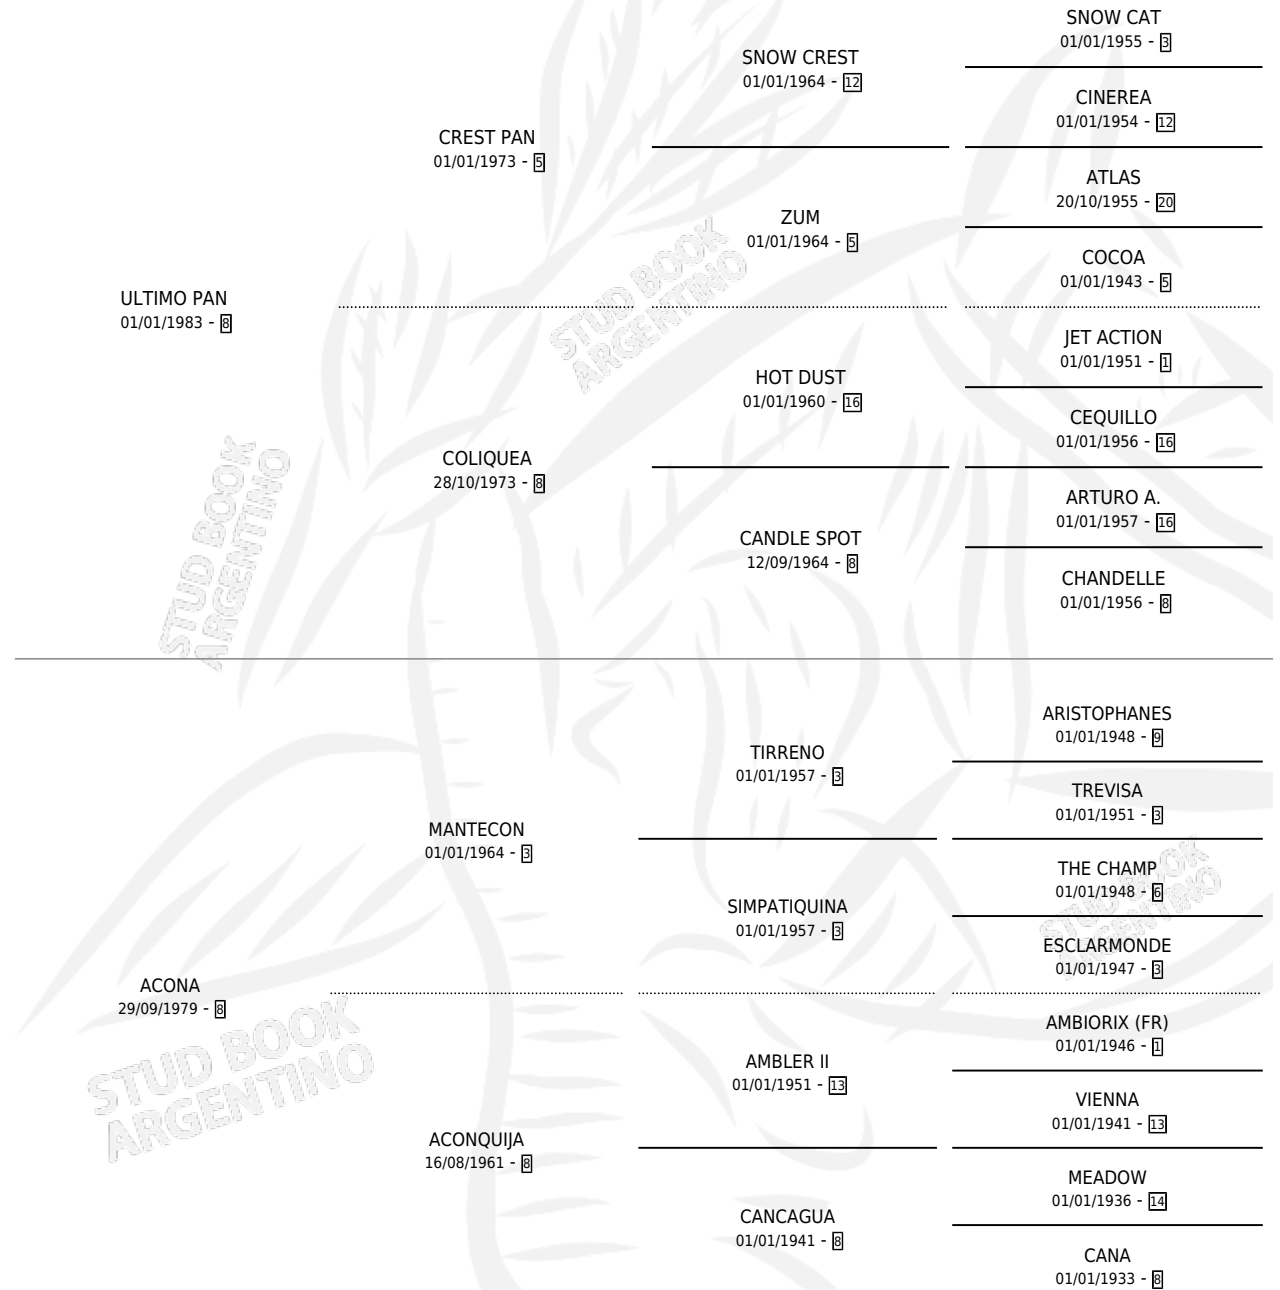 SNOW CAT
01/01/1955 - 3
SNOW CREST
01/01/1964 - 12
CINEREA
01/01/1954 - 12
CREST PAN
01/01/1973 - 5
ATLAS
20/10/1955 - 20
ZUM
01/01/1964 - 5
COCOA
01/01/1943 - 5
ULTIMO PAN
01/01/1983 - 8
JET ACTION
01/01/1951 - 1
HOT DUST
01/01/1960 - 16
CEQUILLO
01/01/1956 - 16
COLIQUEA
28/10/1973 - 8
ARTURO A.
01/01/1957 - 16
CANDLE SPOT
12/09/1964 - 8
CHANDELLE
01/01/1956 - 8
STUD BOOK
ARGENTINO
STUD BOOK
ARGENTINO
ARISTOPHANES
01/01/1948 - 9
TIRRENO
01/01/1957 - 3
TREVISA
01/01/1951 - 3
MANTECON
01/01/1964 - 3
THE CHAMP
01/01/1948 - 6
SIMPATIQUINA
01/01/1957 - 3
ESCLARMONDE
01/01/1947 - 3
STUD BOOK
ARGENTINO
ACONA
29/09/1979 - 8
AMBIORIX (FR)
01/01/1946 - 1
AMBLER II
01/01/1951 - 13
VIENNA
01/01/1941 - 13
ACONQUIJA
16/08/1961 - 8
MEADOW
01/01/1936 - 14
CANCAGUA
01/01/1941 - 8
CANA
01/01/1933 - 8
STUD BOOK
ARGENTINO